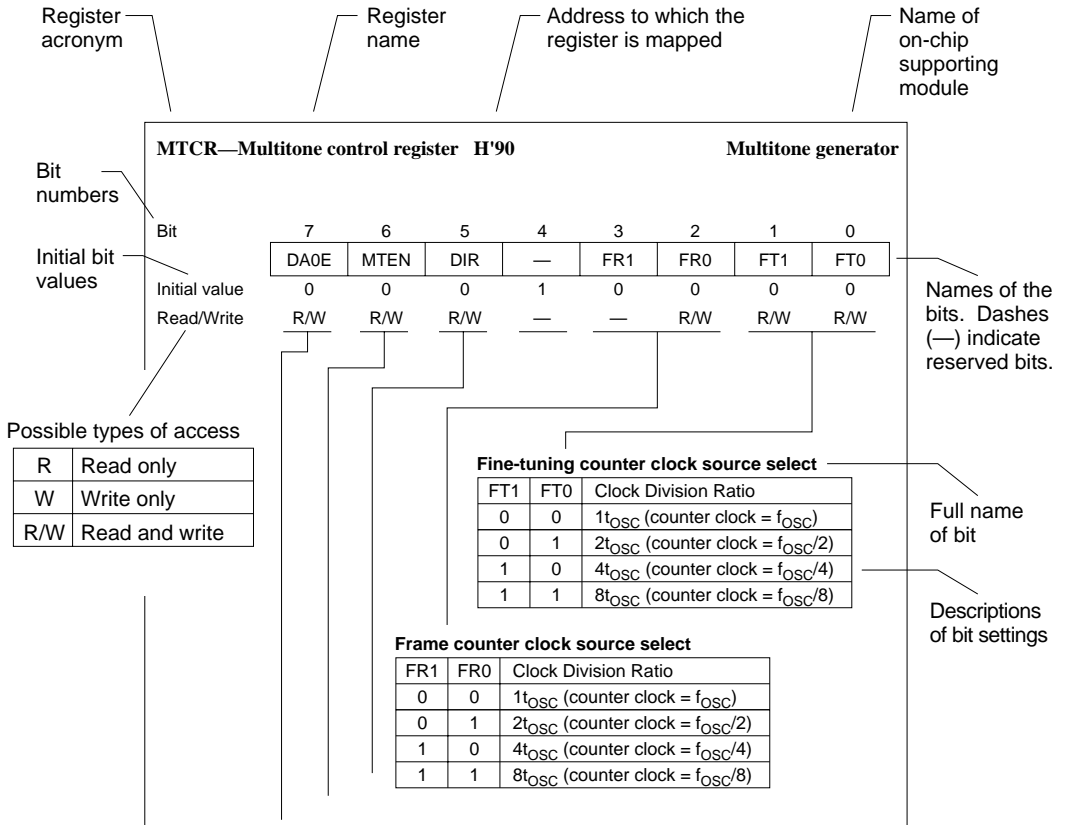 Register
acronym
Register
name
Address to which the
register is mapped
Name of
on-chip
supporting
module
MTCR—Multitone control register H'90 Multitone generator
Bit
numbers
Bit 7 6 5 4 3 2 1 0
Initial bit
values
DA0E MTEN DIR — FR1 FR0 FT1 FT0
Initial value 0 0 0 1 0 0 0 0
Read/Write R/W R/W R/W — — R/W R/W R/W
Names of the
bits. Dashes
(—) indicate
reserved bits.
Possible types of access
R Read only
W Write only
R/W Read and write
Fine-tuning counter clock source select
FT1 FT0 Clock Division Ratio
0 0 1tOSC (counter clock = fOSC)
0 1 2tOSC (counter clock = fOSC/2)
1 0 4tOSC (counter clock = fOSC/4)
1 1 8tOSC (counter clock = fOSC/8)
Full name
of bit
Descriptions
of bit settings
Frame counter clock source select
FR1 FR0 Clock Division Ratio
0 0 1tOSC (counter clock = fOSC)
0 1 2tOSC (counter clock = fOSC/2)
1 0 4tOSC (counter clock = fOSC/4)
1 1 8tOSC (counter clock = fOSC/8)